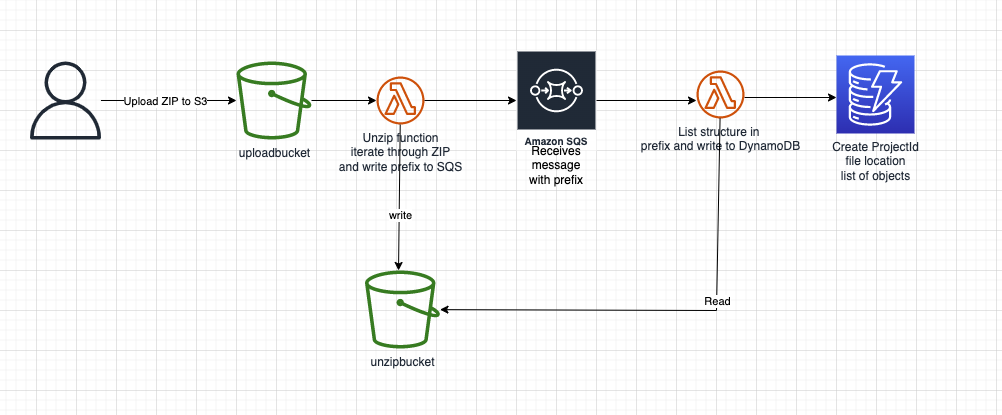 Upload ZIP to S3
uploadbucket
Unzip function
iterate through ZIP
and write prefix to SQS
Amazon SQS
Receives
message
with prefix
List structure in
prefix and write to DynamoDB
Create ProjectId
file location
list of objects
write
Read
unzipbucket